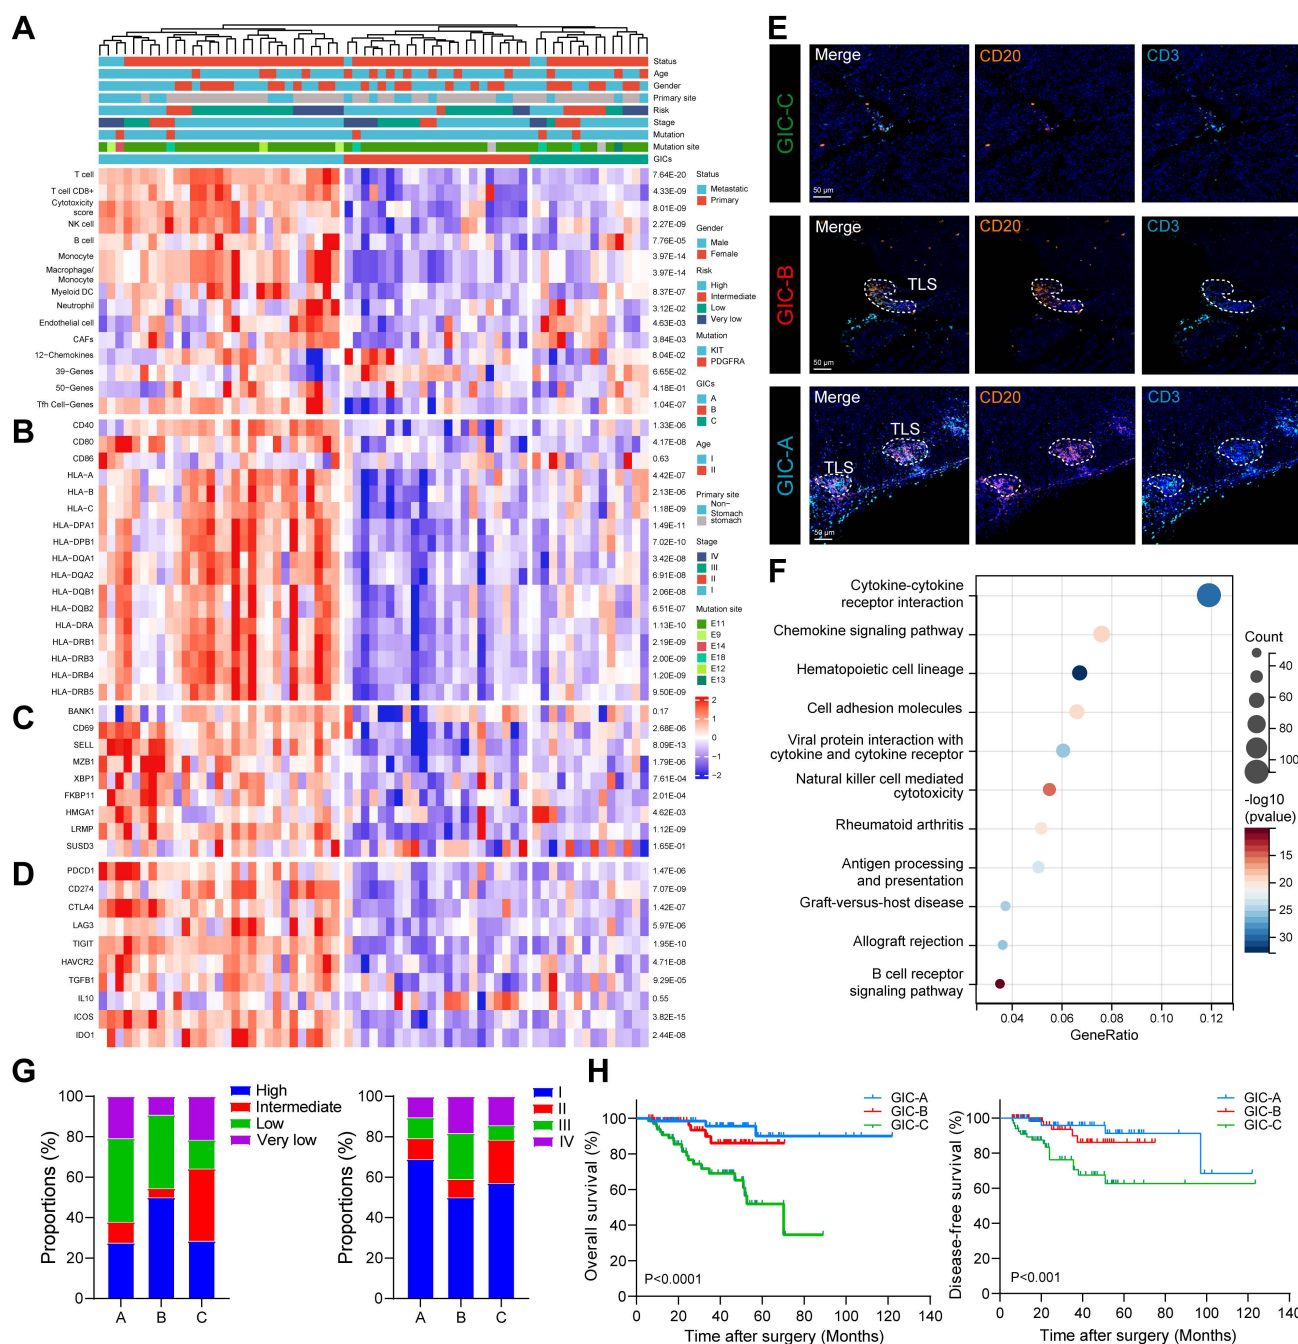 A
Status
Age
Gender
Primary site
Risk
Stage
Mutation
Mutation site
GICs
T cell
7.64E-20
T cell CD8+
4.33E-09
Cytotoxicity
score
8.01E-09
NK cell
2.27E-09
B cell
7.76E-05
Monocyte
3.97E-14
Macrophage/
Monocyte
3.97E-14
Myeloid DC
8.37E-07
Neutrophil
3.12E-02
Endothelial cell
4.63E-03
CAFs
3.84E-03
12-Chemokines
8.04E-02
39-Genes
6.65E-02
50-Genes
4.18E-01
Tfh Cell-Genes
1.04E-07
B
CD40
1.33E-06
CD80
4.17E-08
CD86
0.63
HLA-A
4.42E-07
HLA-B
2.13E-06
HLA-C
1.18E-09
HLA-DPA1
1.49E-11
HLA-DPB1
7.02E-10
HLA-DQA1
3.42E-08
HLA-DQA2
6.91E-08
HLA-DQB1
2.06E-08
HLA-DQB2
6.51E-07
HLA-DRA
1.13E-10
HLA-DRB1
2.19E-09
HLA-DRB3
2.00E-09
HLA-DRB4
1.20E-09
HLA-DRB5
9.50E-09
C
BANK1
0.17
CD69
2.68E-06
SELL
8.09E-13
MZB1
1.79E-06
XBP1
7.61E-04
FKBP11
2.01E-04
HMGA1
4.62E-03
LRMP
1.12E-09
SUSD3
1.65E-01
D
PDCD1
1.47E-06
CD274
7.07E-09
CTLA4
1.42E-07
LAG3
5.97E-06
TIGIT
1.95E-10
HAVCR2
4.71E-08
TGFB1
9.29E-05
IL10
0.55
ICOS
3.82E-15
IDO1
2.44E-08
Status
Metastatic
Primary
Gender
Male
Female
Risk
High
Intermediate
Low
Very low
Mutation
KIT
PDGFRA
GICs
A
B
C
Age
I
II
Primary site
Non-
Stomach
stomach
Stage
IV
III
II
I
Mutation site
E11
E9
E14
E18
E12
E13
2
1
0
−1
−2
E
GIC-C
Merge
CD20
CD3
50 µm
GIC-B
Merge
CD20
CD3
TLS
50 µm
GIC-A
Merge
CD20
CD3
TLS
TLS
50 µm
F
Cytokine-cytokine
receptor interaction
Chemokine signaling pathway
Hematopoietic cell lineage
Cell adhesion molecules
Viral protein interaction with
cytokine and cytokine receptor
Natural killer cell mediated
cytotoxicity
Rheumatoid arthritis
Antigen processing
and presentation
Graft-versus-host disease
Allograft rejection
B cell receptor
signaling pathway
0.04 0.06 0.08 0.10 0.12
GeneRatio
Count
40
60
80
100
-log10
(pvalue)
15
20
25
30
G
Proportions (%)
100
80
60
40
20
0
A B C
High
Intermediate
Low
Very low
Proportions (%)
100
80
60
40
20
0
A B C
I
II
III
IV
H
Overall survival (%)
100
80
60
40
20
0
P<0.0001
GIC-A
GIC-B
GIC-C
0 20 40 60 80 100 120 140
Time after surgery (Months)
Disease-free survival (%)
100
80
60
40
20
0
P<0.001
GIC-A
GIC-B
GIC-C
0 20 40 60 80 100 120 140
Time after surgery (Months)